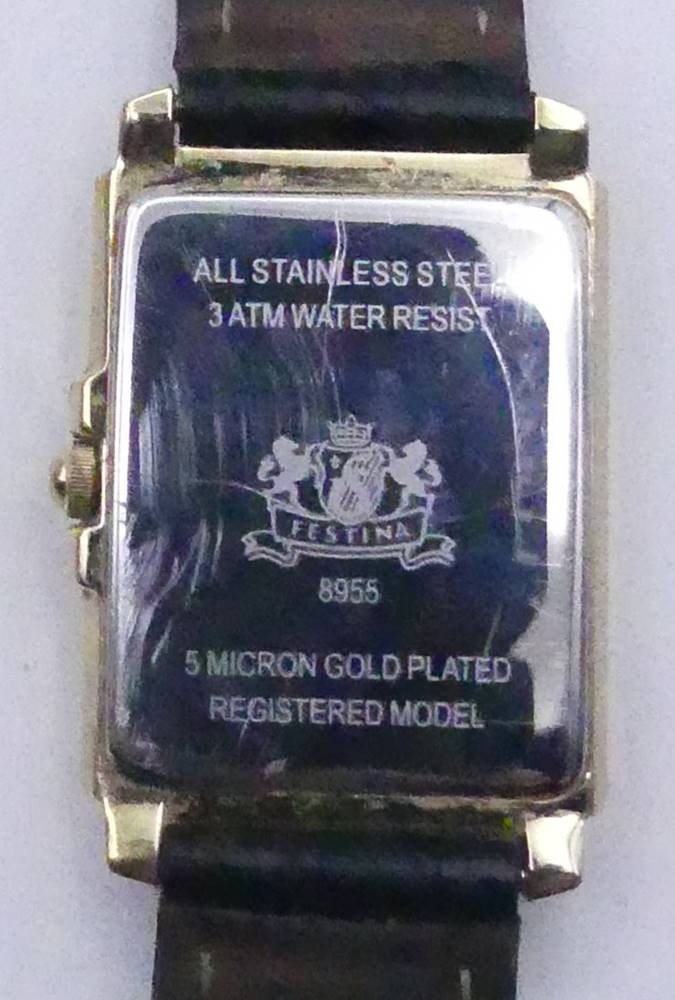 ALL STAINLESS STEEL
3 ATM WATER RESIST
FESTINA
8955
5 MICRON GOLD PLATED
REGISTERED MODEL